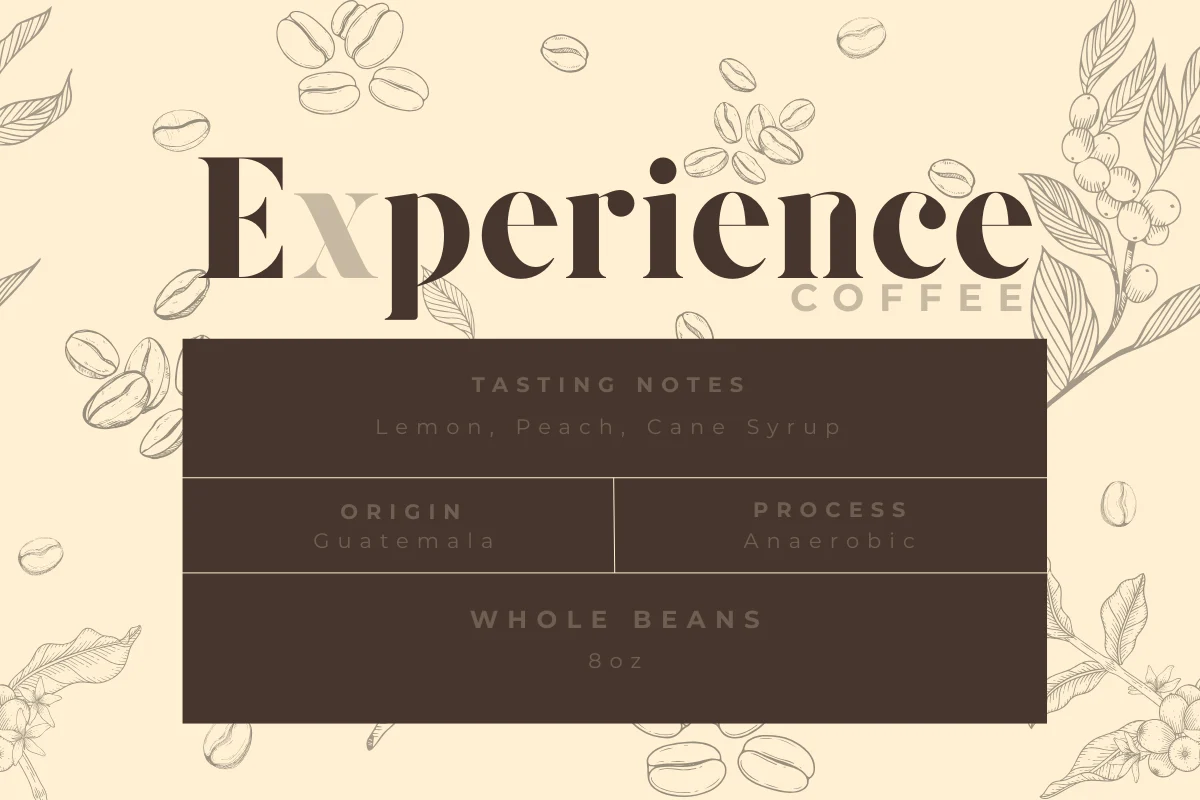 Experience
COFFEE
TASTING NOTES
Lemon, Peach, Cane Syrup
ORIGIN
Guatemala
PROCESS
Anaerobic
WHOLE BEANS
8oz